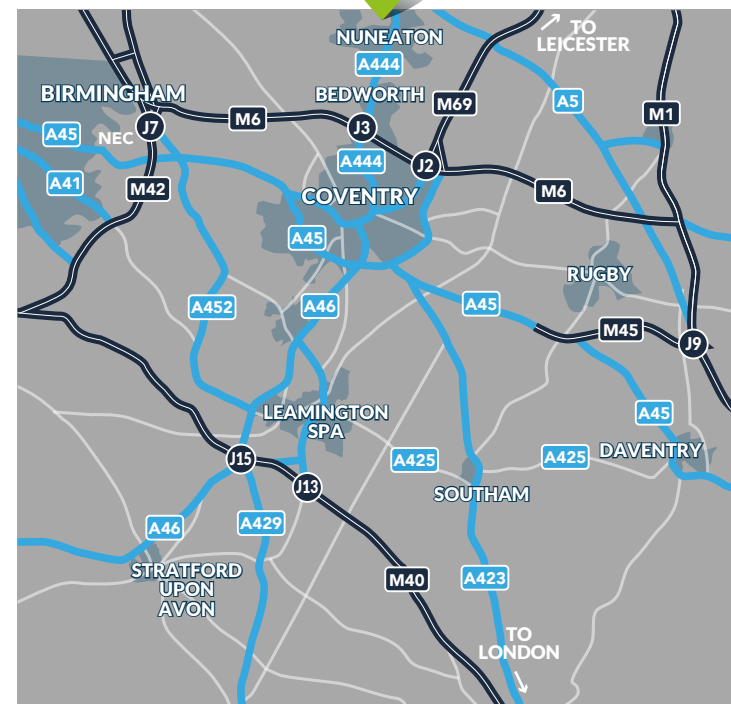 TO
LEICESTER
NUNEATON
A444
BIRMINGHAM
BEDWORTH
M69
A5
M1
M6
J7
J3
A45
NEC
A444
J2
A41
M42
M6
COVENTRY
A45
RUGBY
A452
A46
A45
M45
J9
LEAMINGTON
SPA
A45
J15
A425
A425
DAVENTRY
J13
SOUTHAM
A46
A429
STRATFORD
UPON
AVON
M40
A423
TO
LONDON